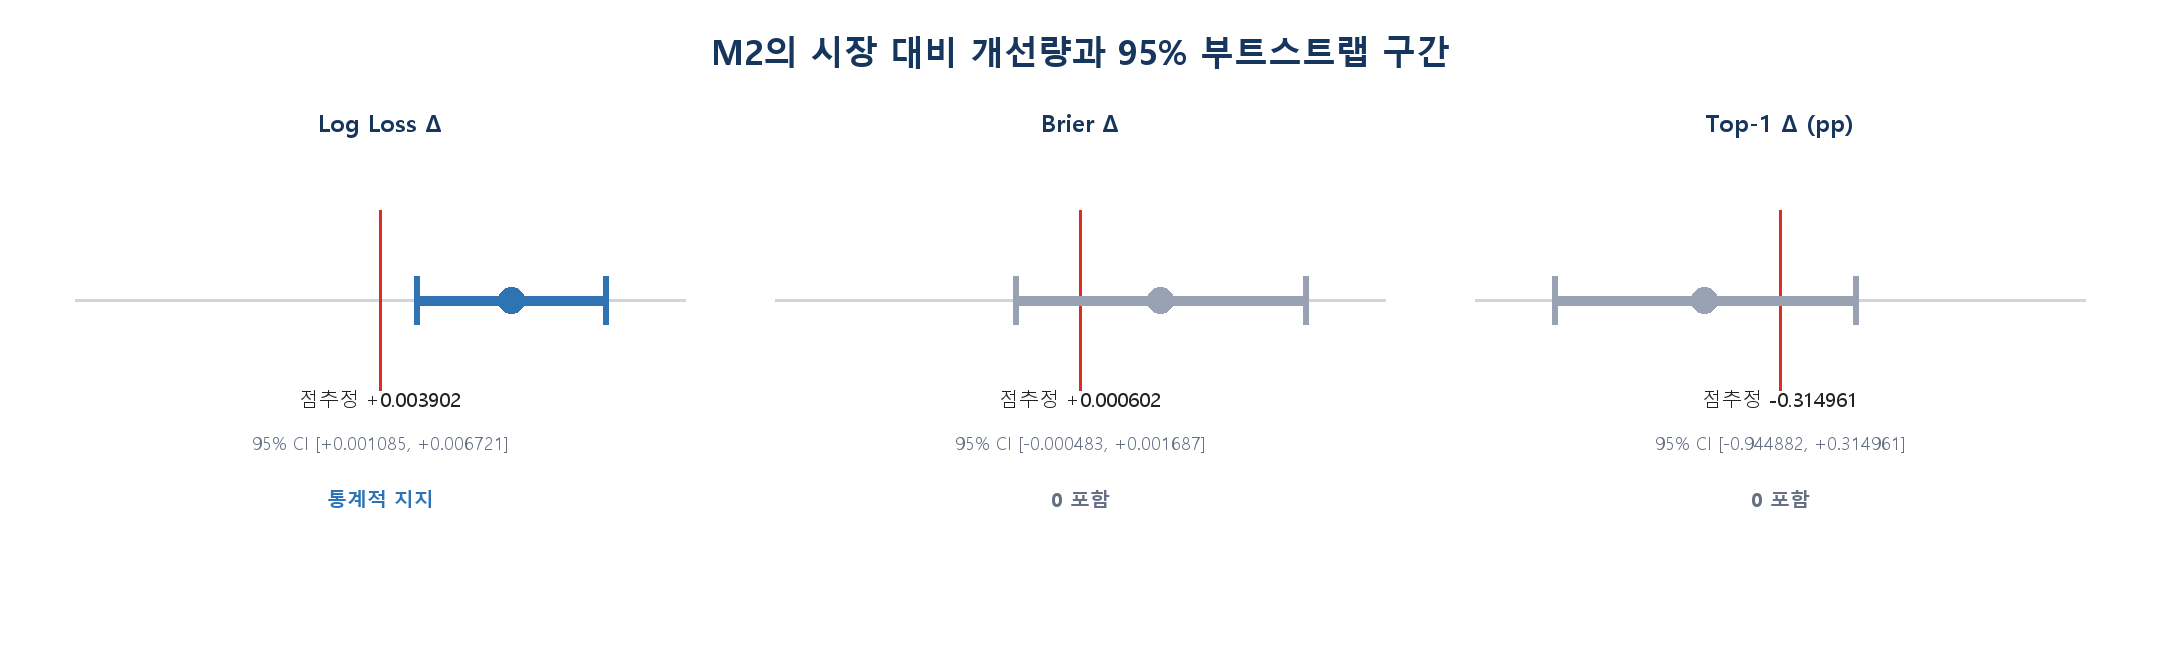 M2의 시장 대비 개선량과 95% 부트스트랩 구간
Log Loss Δ
Brier Δ
Top-1 Δ (pp)
점추정 +0.003902
점추정 +0.000602
점추정 -0.314961
95% CI [+0.001085, +0.006721]
95% CI [-0.000483, +0.001687]
95% CI [-0.944882, +0.314961]
통계적 지지
0 포함
0 포함